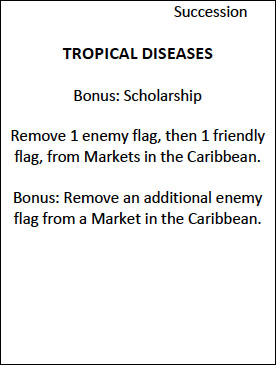 Succession
TROPICAL DISEASES
Bonus: Scholarship
Remove 1 enemy flag, then 1 friendly
flag, from Markets in the Caribbean.
Bonus: Remove an additional enemy
flag from a Market in the Caribbean.